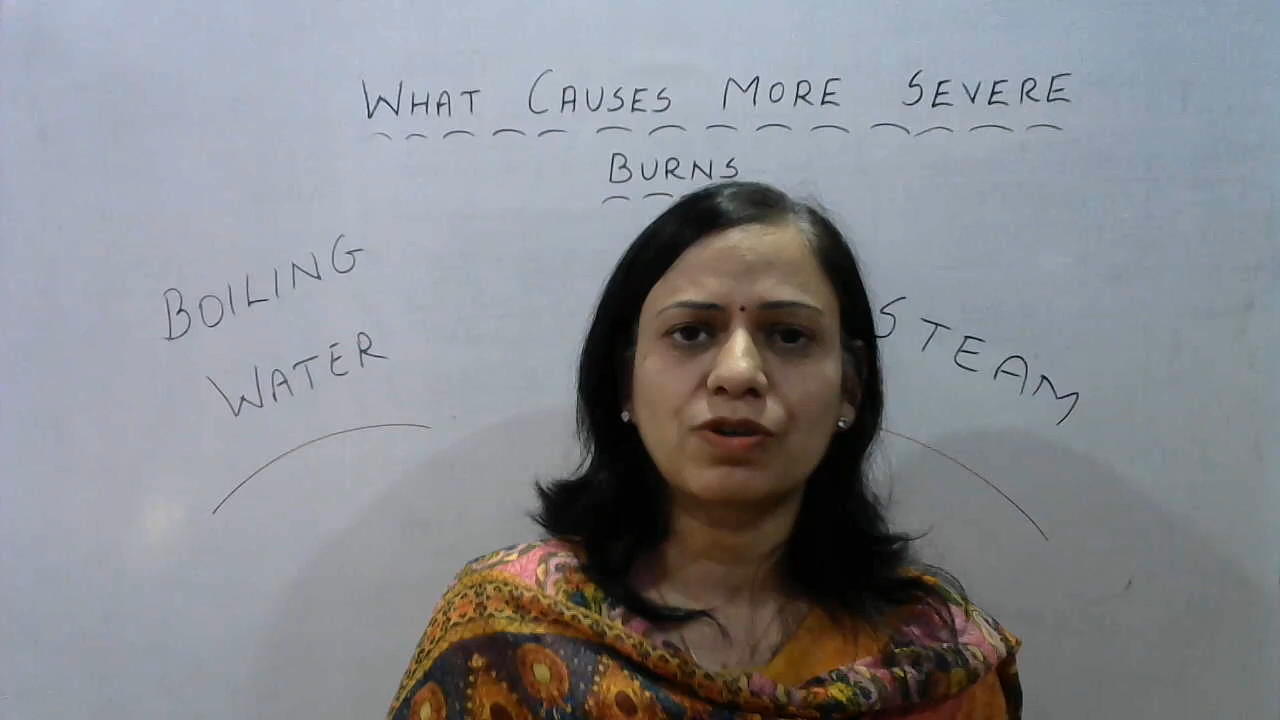 WHAT CAUSES MORE SEVERE
BURNS
BOILING
WATER
STEAM